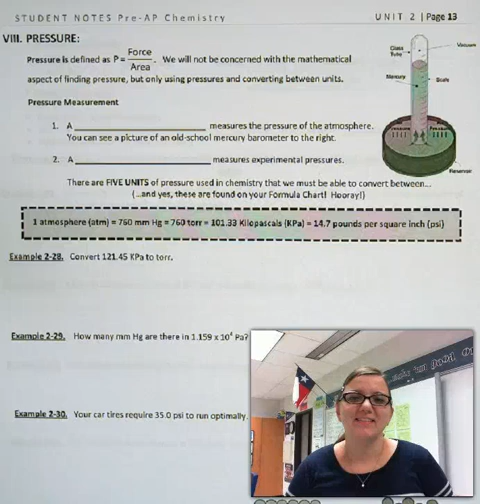 STUDENT NOTES Pre-AP Chemistry UNIT 2 | Page 13
VIII. PRESSURE:
Pressure is defined as P = Force / Area . We will not be concerned with the mathematical
aspect of finding pressure, but only using pressures and converting between units.
Pressure Measurement
1. A ____________________ measures the pressure of the atmosphere.
You can see a picture of an old-school mercury barometer to the right.
2. A ____________________ measures experimental pressures.
There are FIVE UNITS of pressure used in chemistry that we must be able to convert between...
(...and yes, these are found on your Formula Chart! Hooray!)
1 atmosphere (atm) = 760 mm Hg = 760 torr = 101.33 Kilopascals (KPa) = 14.7 pounds per square inch (psi)
Example 2-28. Convert 121.45 KPa to torr.
Example 2-29. How many mm Hg are there in 1.159 x 10⁴ Pa?
Example 2-30. Your car tires require 35.0 psi to run optimally.
Glass
Tube
Vacuum
Mercury
Scale
Pressure
Pressure
Reservoir